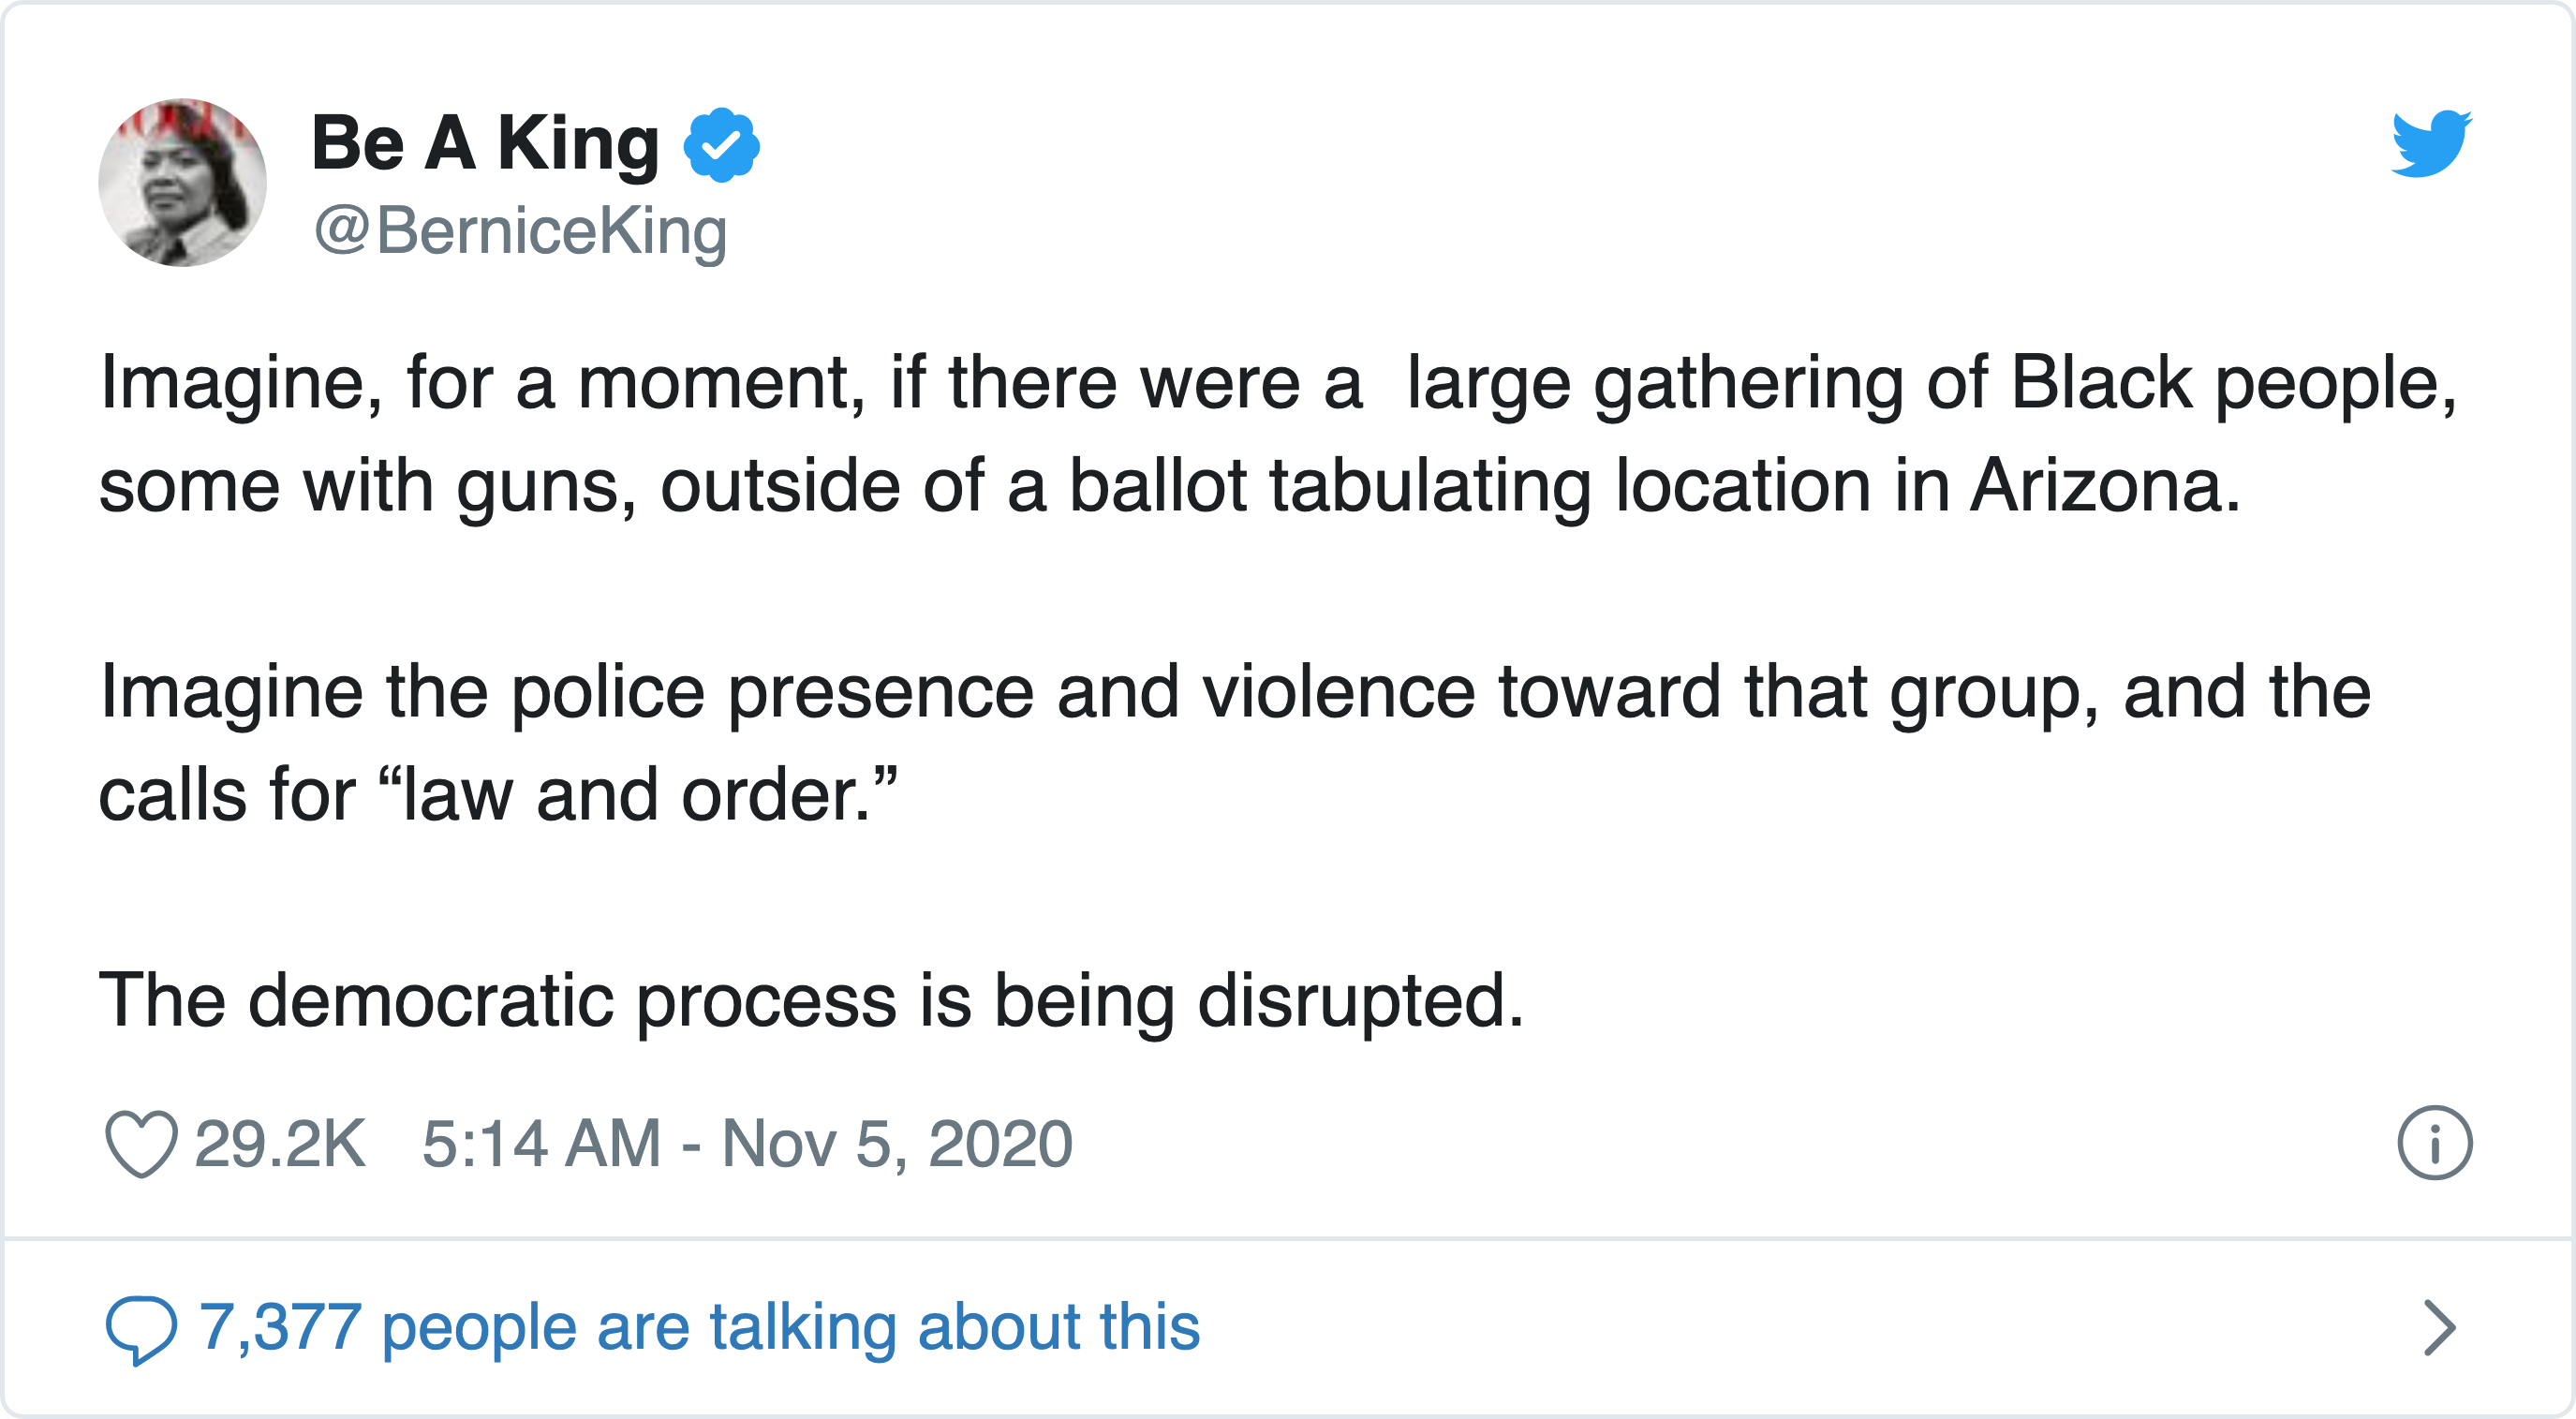 Be A King
@BerniceKing
Imagine, for a moment, if there were a  large gathering of Black people,
some with guns, outside of a ballot tabulating location in Arizona.
Imagine the police presence and violence toward that group, and the
calls for “law and order.”
The democratic process is being disrupted.
29.2K 5:14 AM - Nov 5, 2020
7,377 people are talking about this